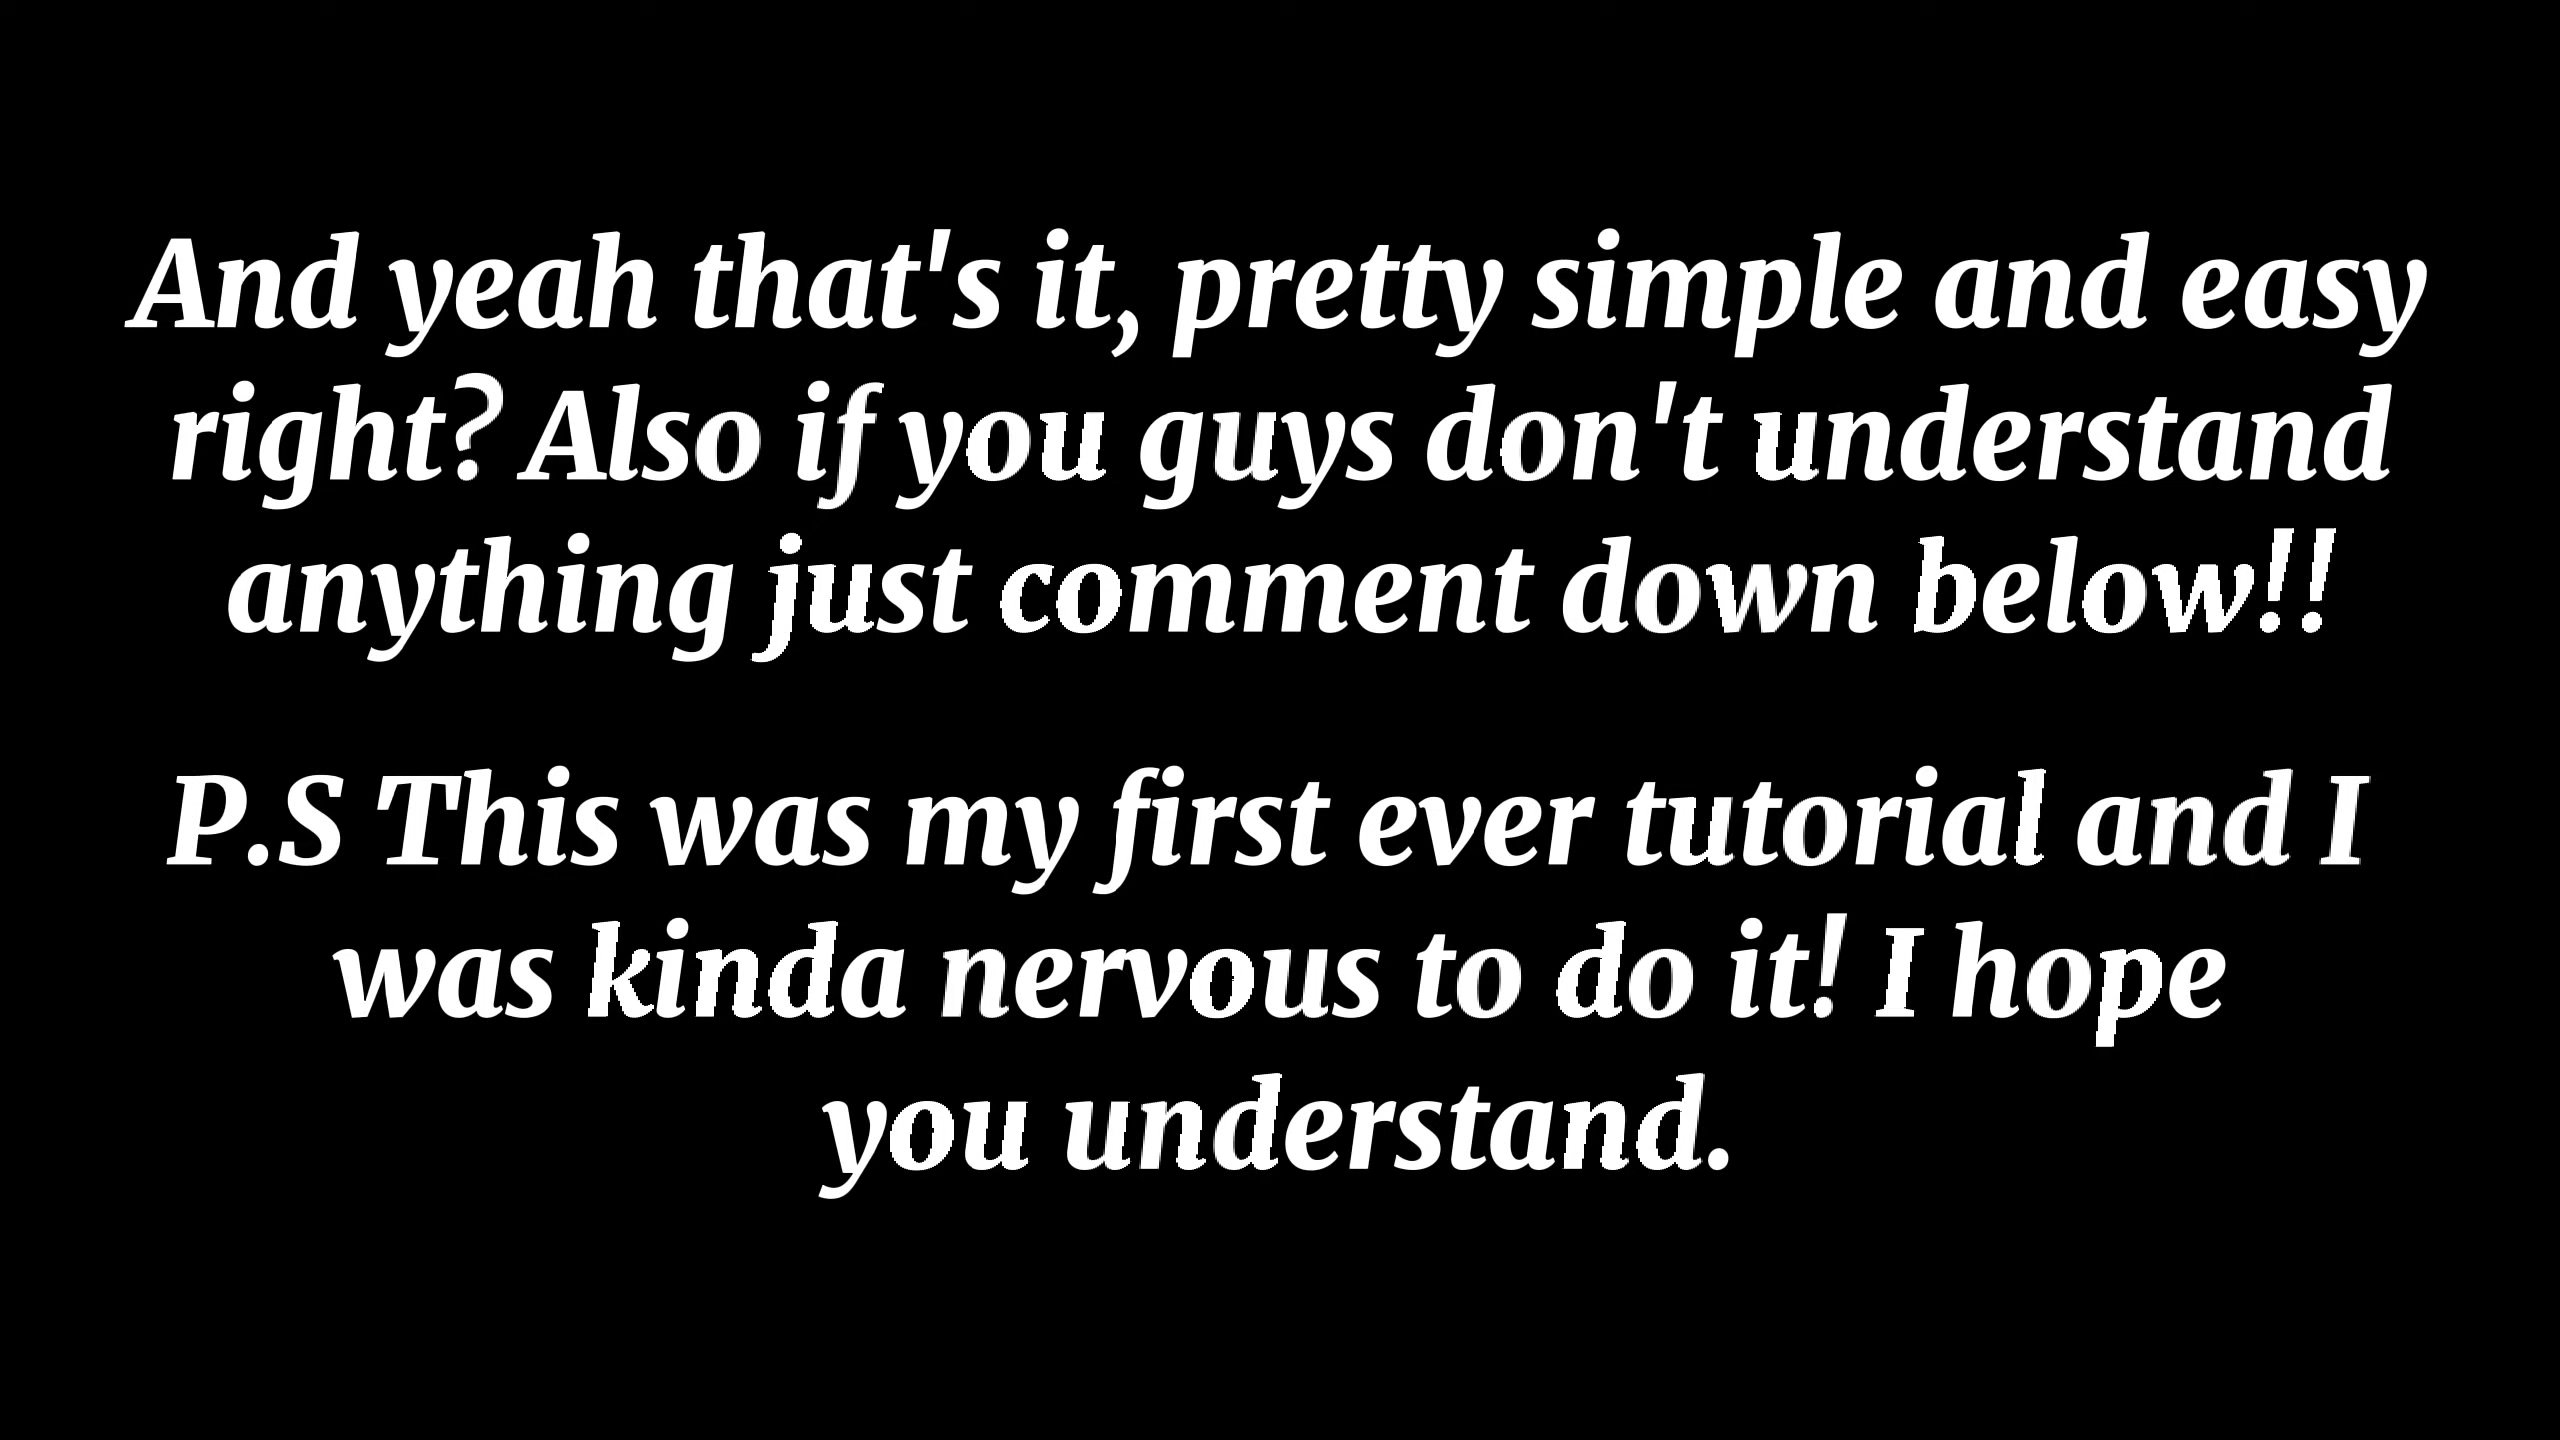 And yeah that's it, pretty simple and easy
right? Also if you guys don't understand
anything just comment down below!!
P.S This was my first ever tutorial and I
was kinda nervous to do it! I hope
you understand.